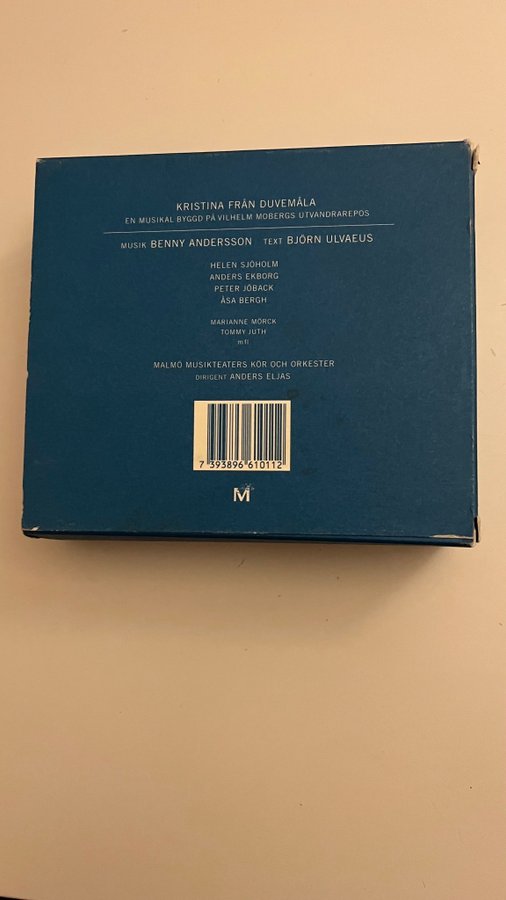 KRISTINA FRÅN DUVEMÅLA
EN MUSIKAL BYGGD PÅ VILHELM MOBERGS UTVANDRAREPOS
MUSIK BENNY ANDERSSON TEXT BJÖRN ULVAEUS
HELEN SJÖHOLM
ANDERS EKBORG
PETER JÖBACK
ÅSA BERGH
MARIANNE MÖRCK
TOMMY JUTH
mfl
MALMÖ MUSIKTEATERS KÖR OCH ORKESTER
DIRIGENT ANDERS ELJAS
7 393896 610112
M